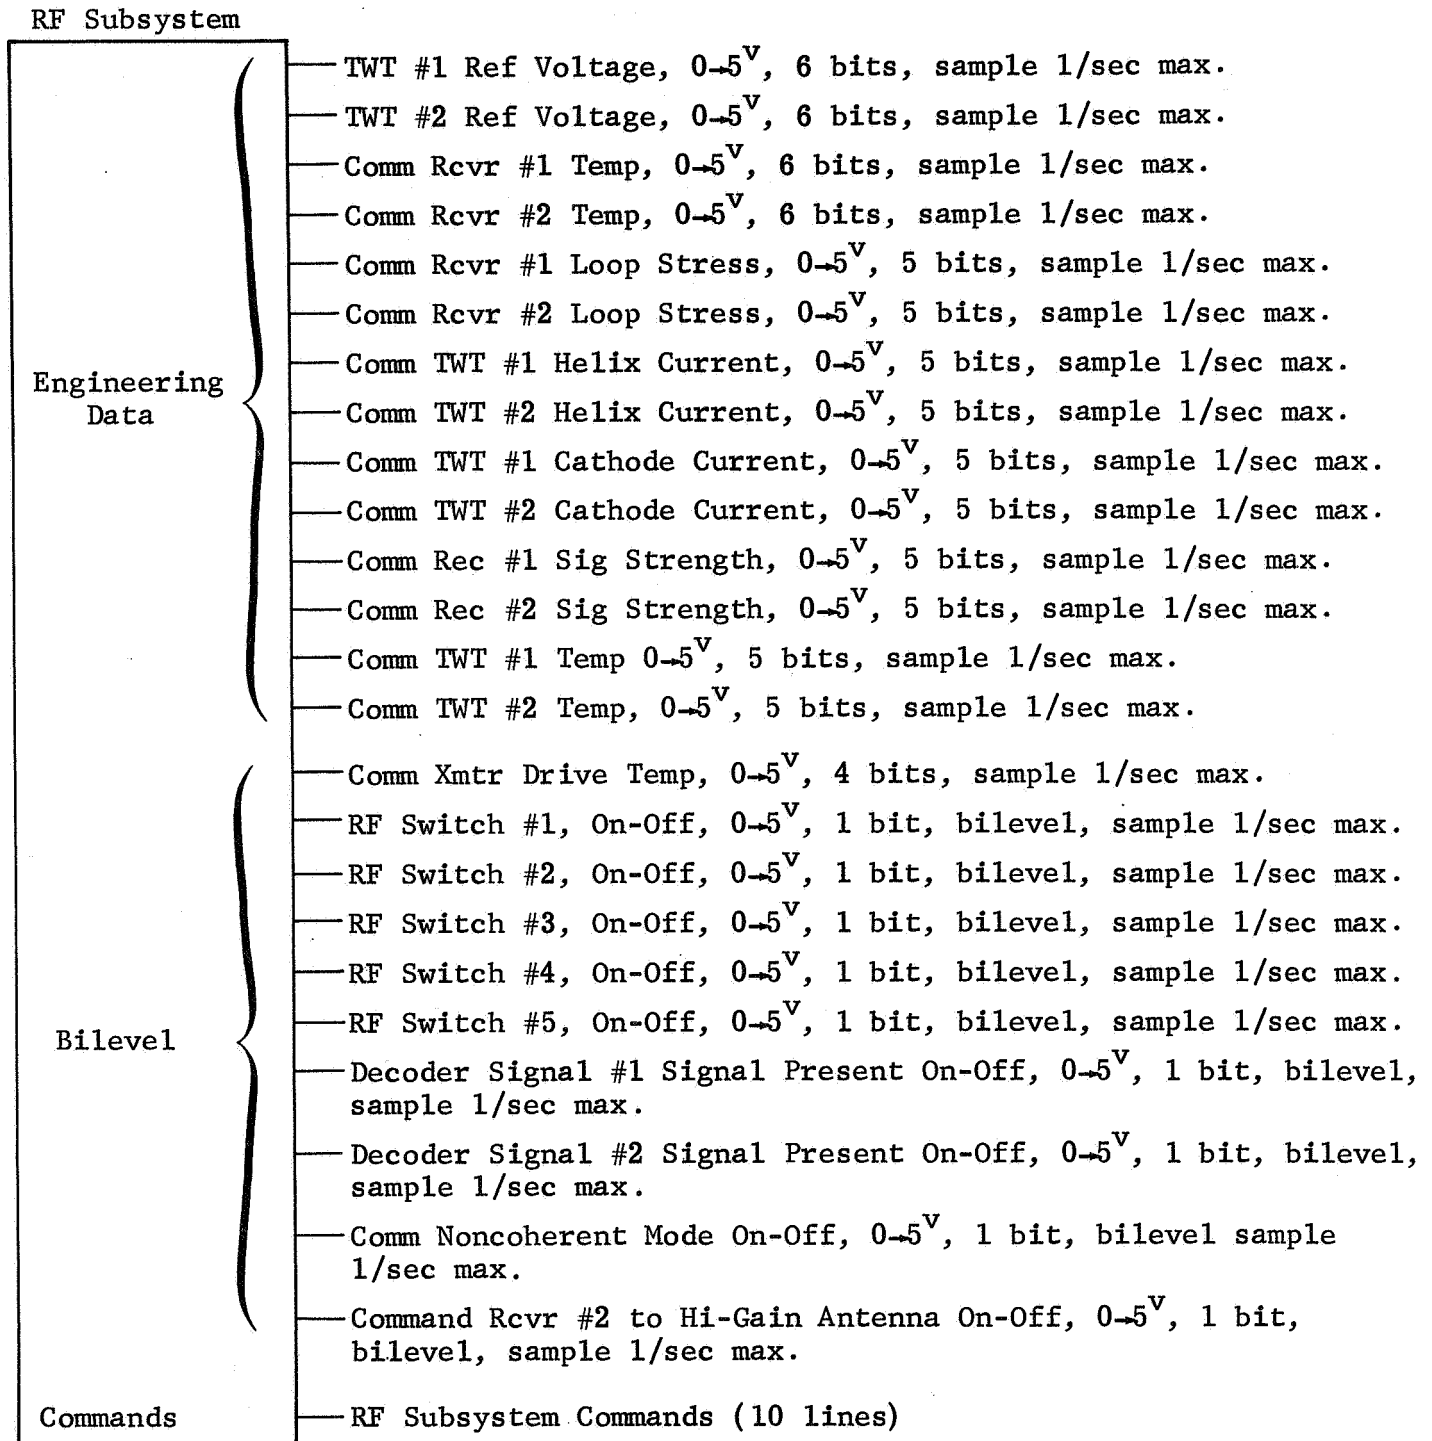 RF Subsystem
TWT #1 Ref Voltage, 0→5V, 6 bits, sample 1/sec max.
TWT #2 Ref Voltage, 0→5V, 6 bits, sample 1/sec max.
Comm Rcvr #1 Temp, 0→5V, 6 bits, sample 1/sec max.
Comm Rcvr #2 Temp, 0→5V, 6 bits, sample 1/sec max.
Comm Rcvr #1 Loop Stress, 0→5V, 5 bits, sample 1/sec max.
Comm Rcvr #2 Loop Stress, 0→5V, 5 bits, sample 1/sec max.
Comm TWT #1 Helix Current, 0→5V, 5 bits, sample 1/sec max.
Engineering
Data
Comm TWT #2 Helix Current, 0→5V, 5 bits, sample 1/sec max.
Comm TWT #1 Cathode Current, 0→5V, 5 bits, sample 1/sec max.
Comm TWT #2 Cathode Current, 0→5V, 5 bits, sample 1/sec max.
Comm Rec #1 Sig Strength, 0→5V, 5 bits, sample 1/sec max.
Comm Rec #2 Sig Strength, 0→5V, 5 bits, sample 1/sec max.
Comm TWT #1 Temp 0→5V, 5 bits, sample 1/sec max.
Comm TWT #2 Temp, 0→5V, 5 bits, sample 1/sec max.
Comm Xmtr Drive Temp, 0→5V, 4 bits, sample 1/sec max.
RF Switch #1, On-Off, 0→5V, 1 bit, bilevel, sample 1/sec max.
RF Switch #2, On-Off, 0→5V, 1 bit, bilevel, sample 1/sec max.
RF Switch #3, On-Off, 0→5V, 1 bit, bilevel, sample 1/sec max.
RF Switch #4, On-Off, 0→5V, 1 bit, bilevel, sample 1/sec max.
RF Switch #5, On-Off, 0→5V, 1 bit, bilevel, sample 1/sec max.
Bilevel
Decoder Signal #1 Signal Present On-Off, 0→5V, 1 bit, bilevel,
sample 1/sec max.
Decoder Signal #2 Signal Present On-Off, 0→5V, 1 bit, bilevel,
sample 1/sec max.
Comm Noncoherent Mode On-Off, 0→5V, 1 bit, bilevel sample
1/sec max.
Command Rcvr #2 to Hi-Gain Antenna On-Off, 0→5V, 1 bit,
bilevel, sample 1/sec max.
Commands
RF Subsystem Commands (10 lines)